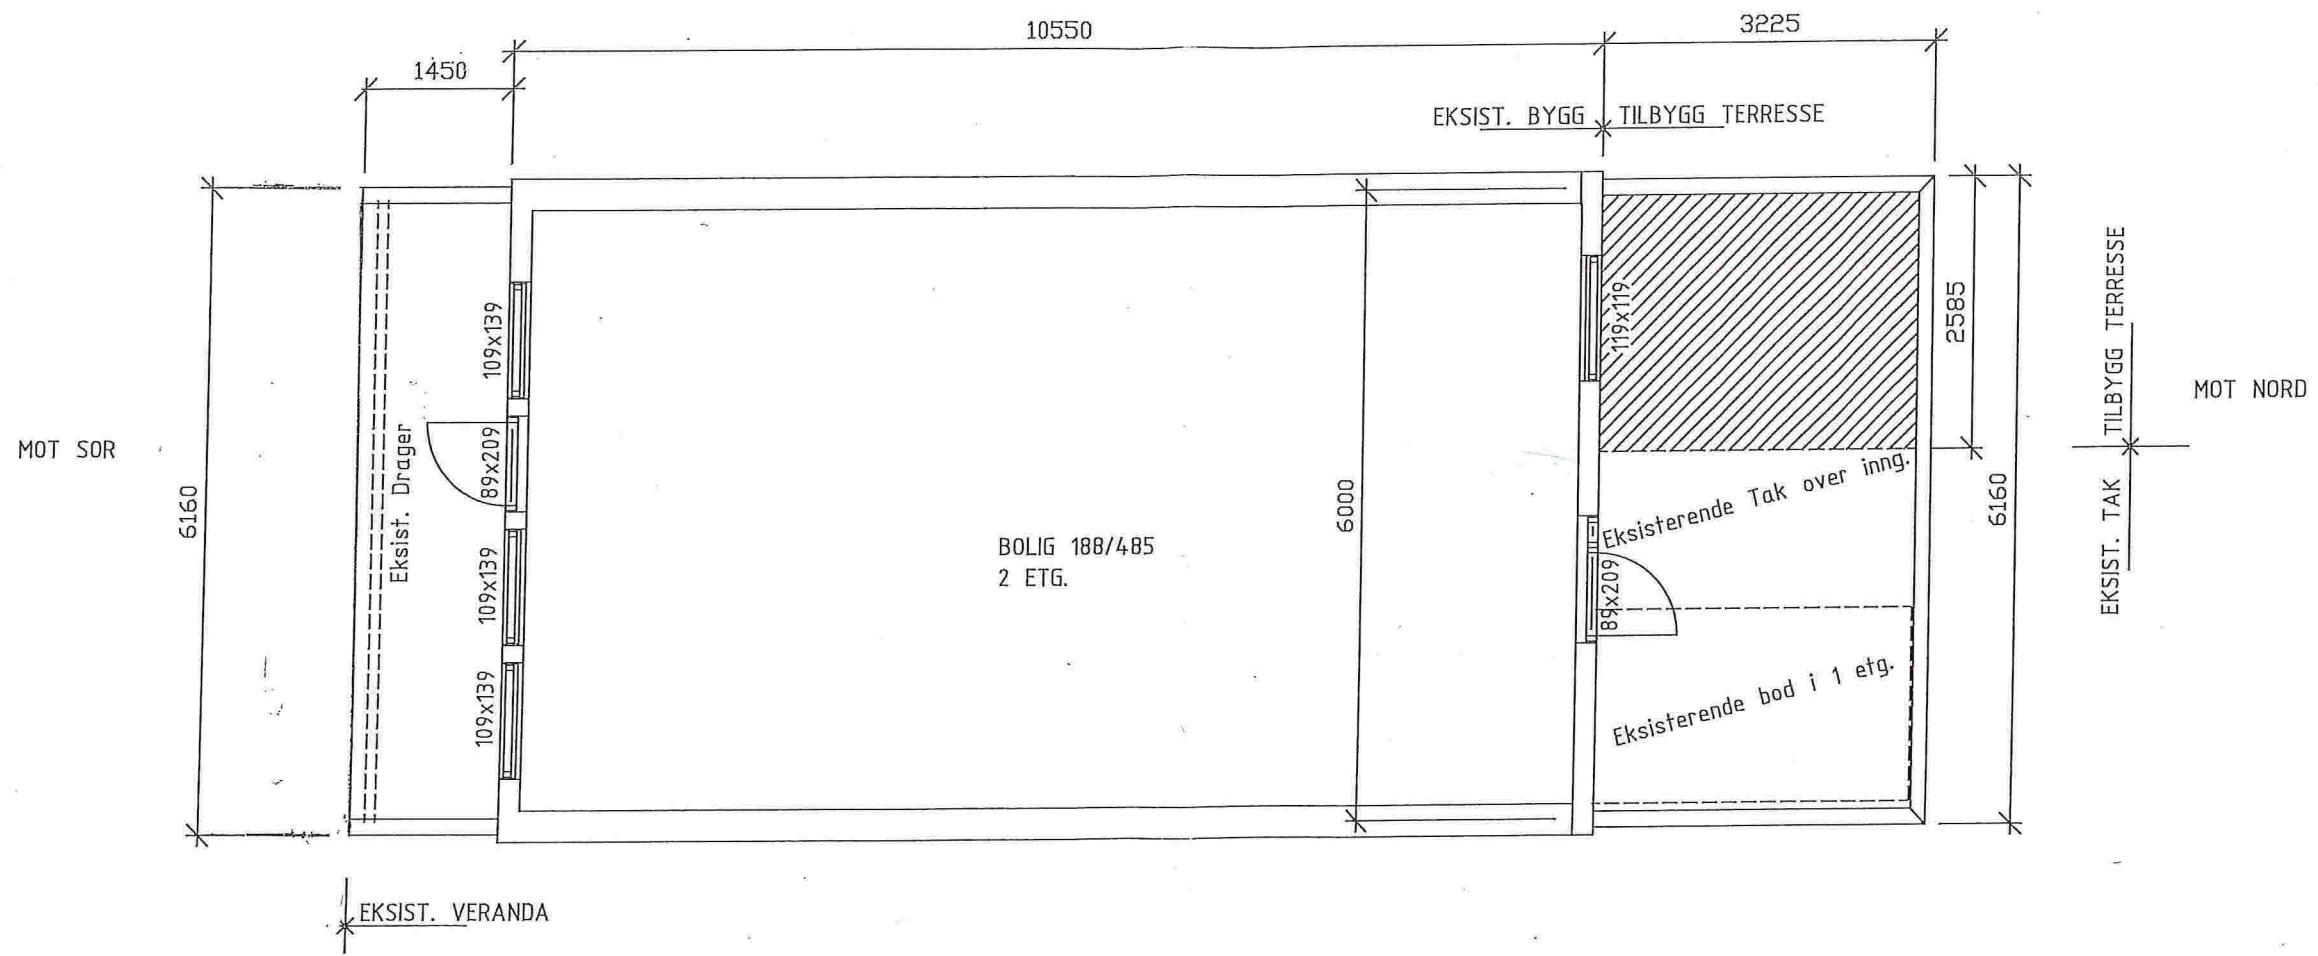 10550
3225
1450
EKSIST. BYGG
TILBYGG TERRESSE
109x139
119x119
2585
TILBYGG TERRESSE
MOT NORD
MOT SOR
6160
Eksist. Drager
89x209
6000
Eksisterende Tak over inng.
6160
EKSIST. TAK
BOLIG 188/485
2 ETG.
109x139
89x209
109x139
Eksisterende bod i 1 etg.
EKSIST. VERANDA